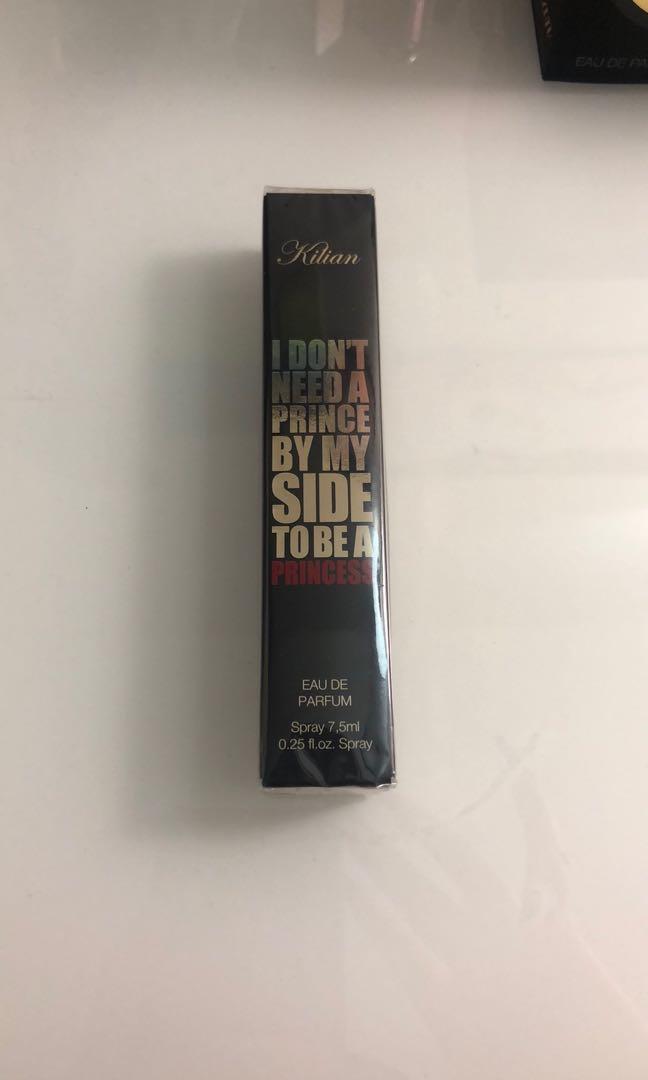 EAU DE PA
Kilian
I DON'T
NEED A
PRINCE
BY MY
SIDE
TO BE A
PRINCESS
EAU DE
PARFUM
Spray 7,5ml
0.25 fl.oz. Spray